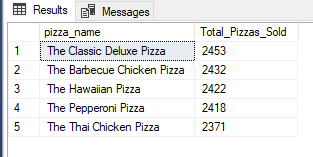 Results Messages
pizza_name Total_Pizzas_Sold
1 The Classic Deluxe Pizza 2453
2 The Barbecue Chicken Pizza 2432
3 The Hawaiian Pizza 2422
4 The Pepperoni Pizza 2418
5 The Thai Chicken Pizza 2371